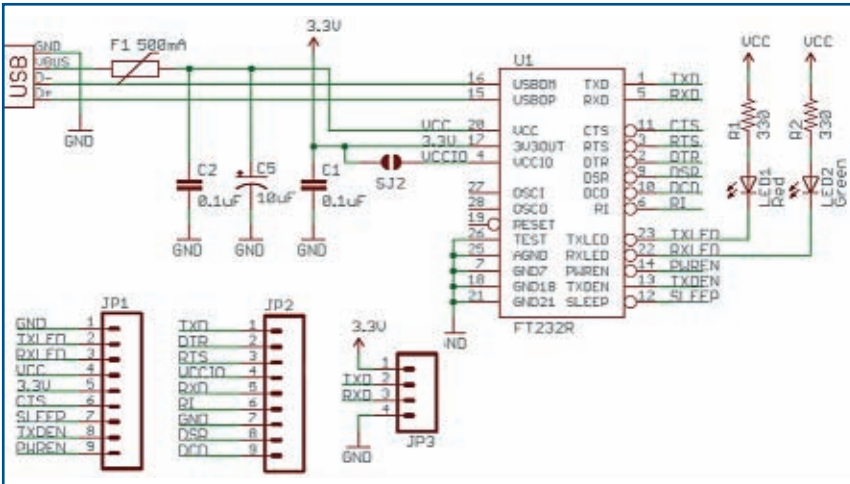 USB
GND
VBUS
D-
D+
GND
F1 500mA
3.3V
C2
0.1uF
GND
C5
10uF
GND
C1
0.1uF
GND
VCC
3.3V
VCCIO
SJ2
U1
16 USBDM TXD 1 TXD
15 USBDP RXD 5 RXD
20 VCC CTS 11 CTS
17 3V3OUT RTS 3 RTS
4 VCCIO DTR 2 DTR
DSR 9 DSR
27 OSCI DCD 10 DCD
28 OSCO RI 6 RI
19 RESET
26 TEST TXLED 23 TXLED
25 AGND RXLED 22 RXLED
7 GND7 PWREN 14 PWREN
18 GND18 TXDEN 13 TXDEN
21 GND21 SLEEP 12 SLEEP
FT232R
ND
VCC
R1
330
LED1
Red
VCC
R2
330
LED2
Green
JP1
GND 1
TXLED 2
RXLED 3
VCC 4
3.3V 5
CTS 6
SLEEP 7
TXDEN 8
PWREN 9
JP2
TXD 1
DTR 2
RTS 3
VCCIO 4
RXD 5
RI 6
GND 7
DSR 8
DCD 9
3.3V
1
TXD 2
RXD 3
4
GND
JP3